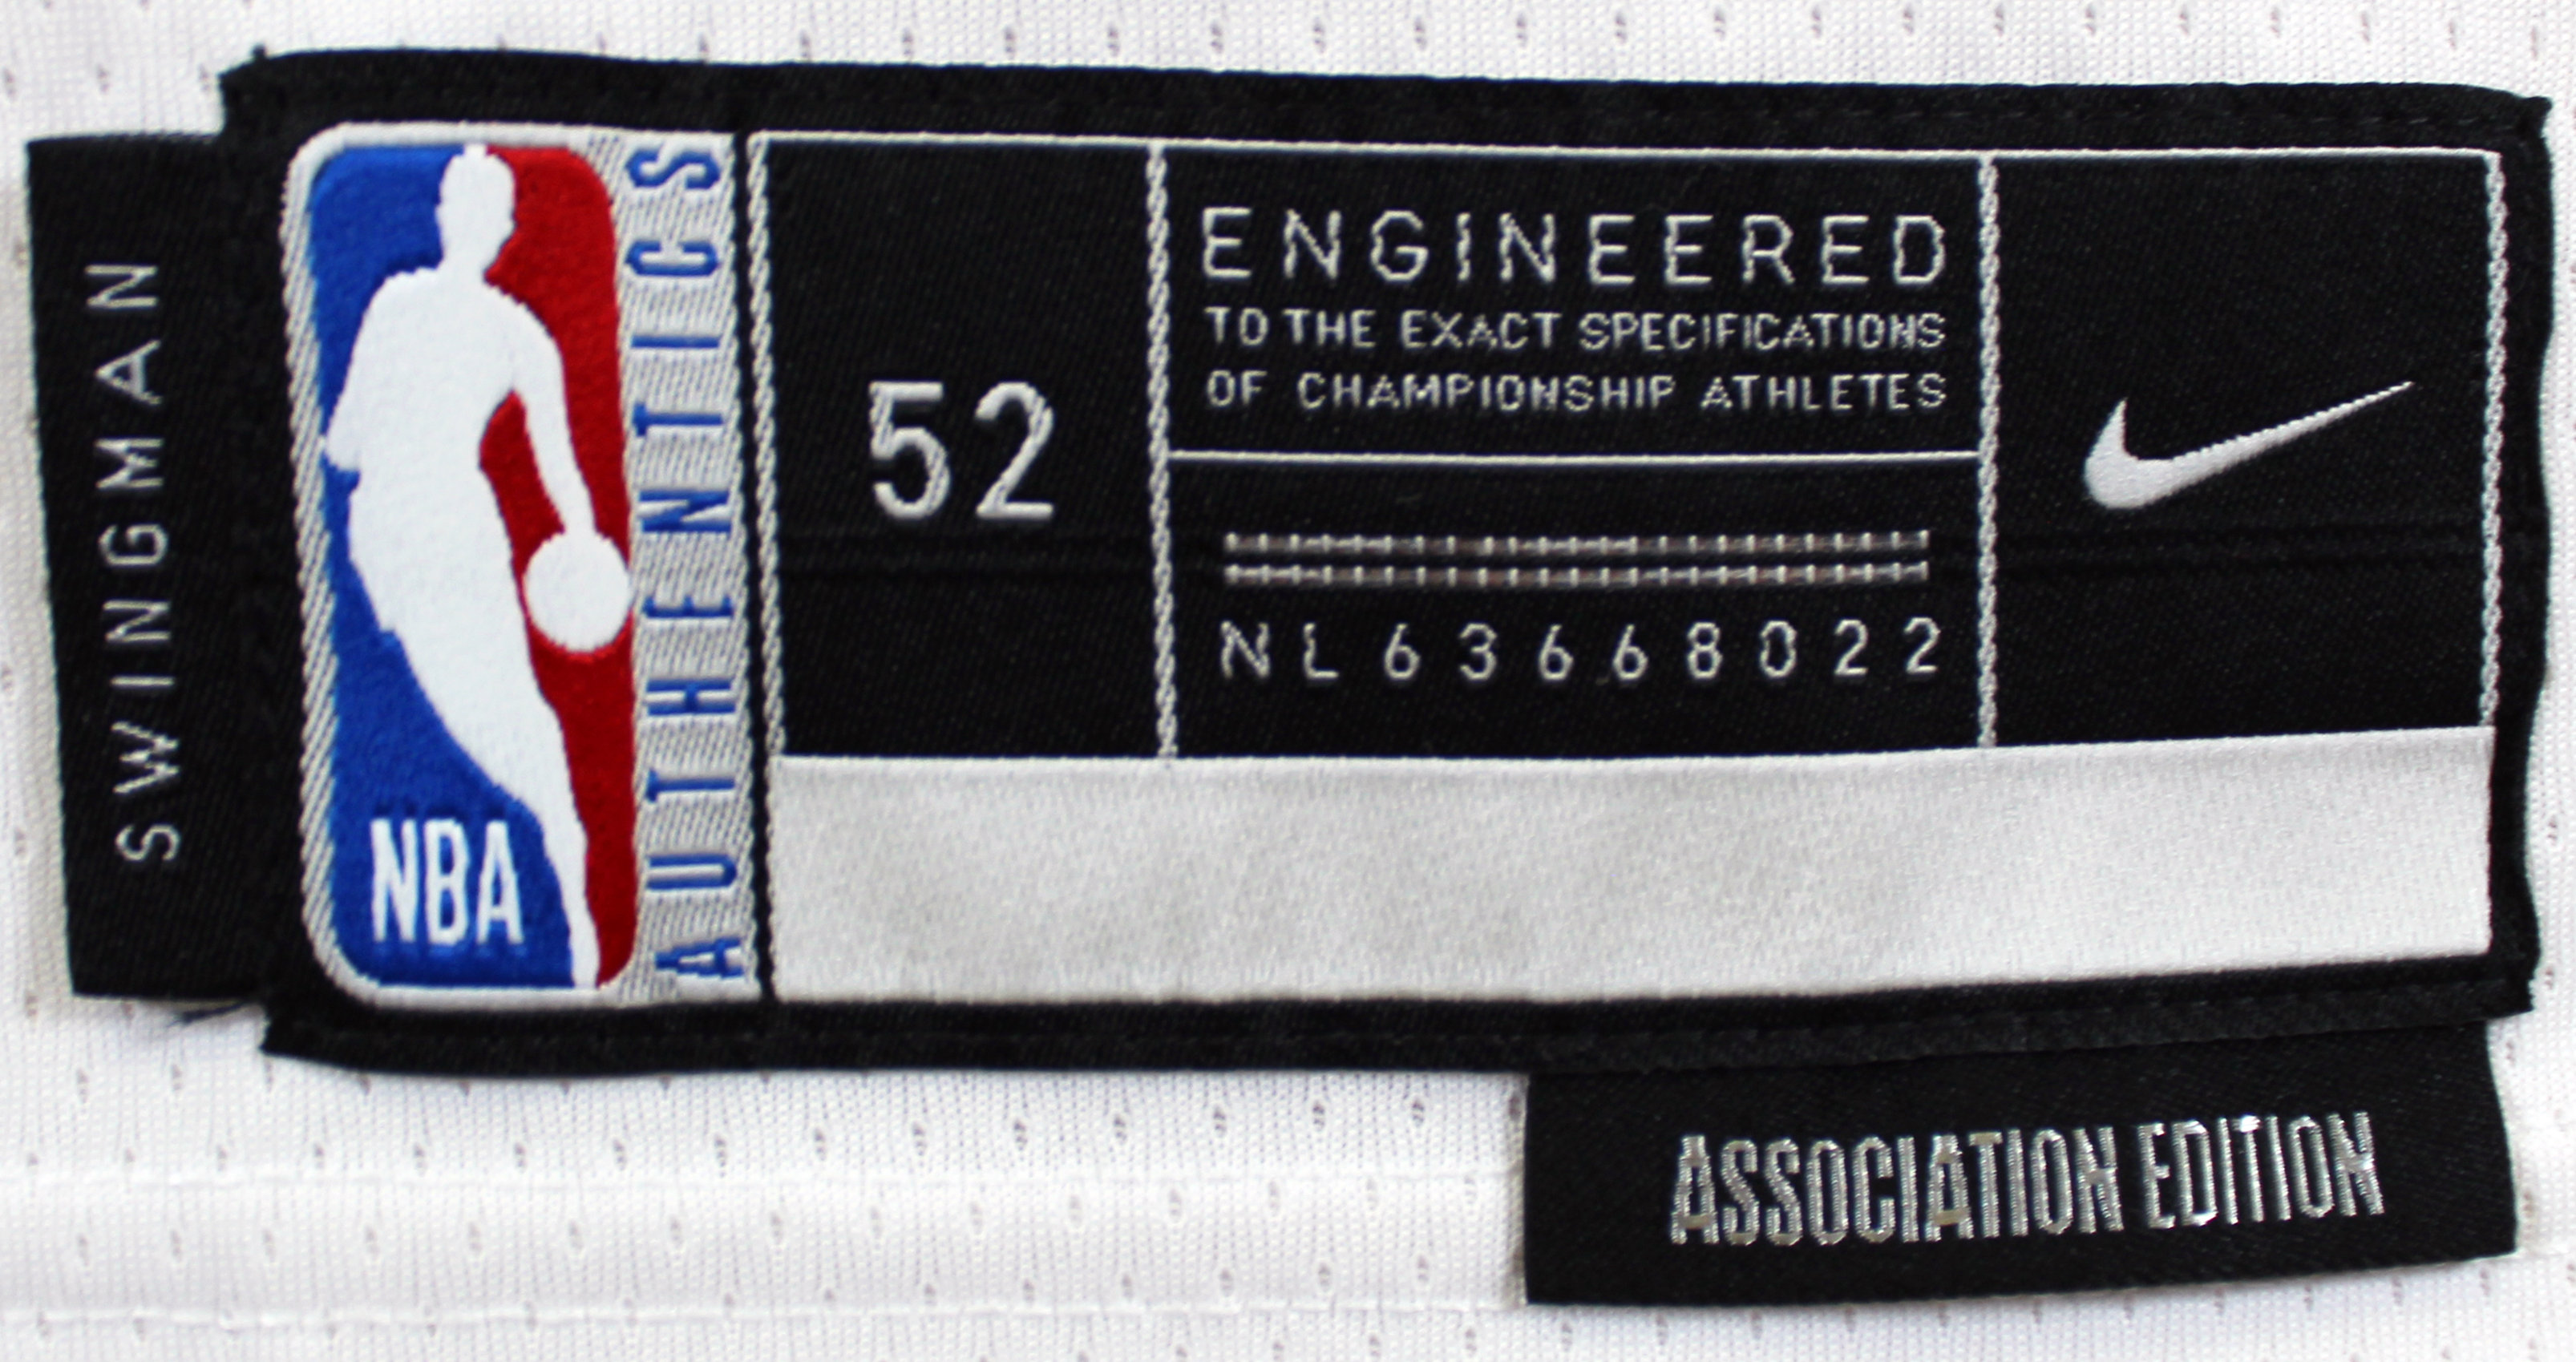 SWINGMAN
NBA
AUTHENTICS
52
ENGINEERED
TO THE EXACT SPECIFICATIONS
OF CHAMPIONSHIP ATHLETES
NL63668022
ASSOCIATION EDITION